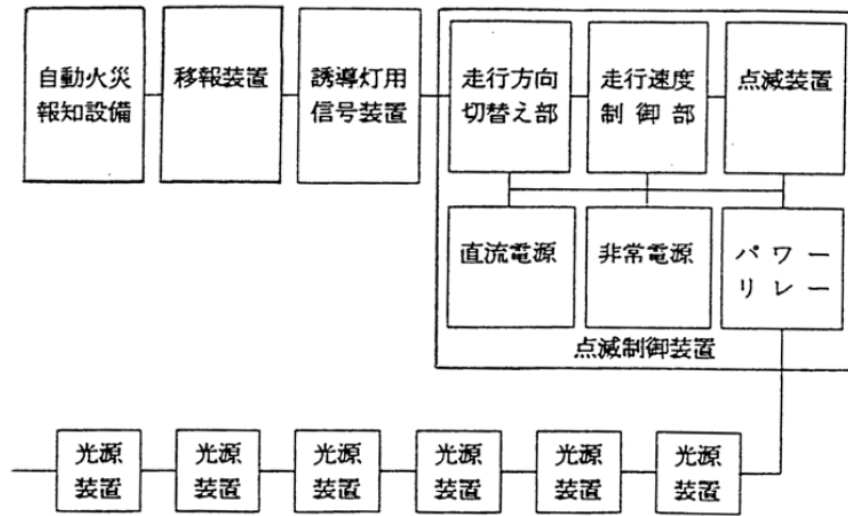 自動火災
報知設備
移報装置
誘導灯用
信号装置
走行方向
切替え部
走行速度
制御部
点滅装置
直流電源
非常電源
パワー
リレー
点滅制御装置
光源
装置
光源
装置
光源
装置
光源
装置
光源
装置
光源
装置